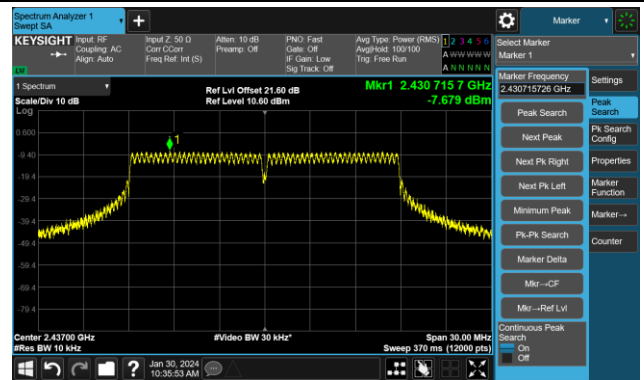 Spectrum Analyzer 1
Swept SA
Marker
KEYSIGHT
Input: RF
Coupling: AC
Align: Auto
Input Z: 50 Ω
Corr CCorr
Freq Ref: Int (S)
Atten: 10 dB
Preamp: Off
PNO: Fast
Gate: Off
IF Gain: Low
Sig Track: Off
Avg Type: Power (RMS)
Avg|Hold: 100/100
Trig: Free Run
1 2 3 4 5 6
A W W W W W
A N N N N N
LW
Select Marker
Marker 1
1 Spectrum
Scale/Div 10 dB
Log
Ref Lvl Offset 21.60 dB
Ref Level 10.60 dBm
Mkr1 2.430 715 7 GHz
-7.679 dBm
1
0.600
-9.40
-19.4
-29.4
-39.4
-49.4
-59.4
-69.4
-79.4
Center 2.43700 GHz
#Res BW 10 kHz
#Video BW 30 kHz*
Span 30.00 MHz
Sweep 370 ms (12000 pts)
Marker Frequency
2.430715726 GHz
Peak Search
Next Peak
Next Pk Right
Next Pk Left
Minimum Peak
Pk-Pk Search
Marker Delta
Mkr→CF
Mkr→Ref Lvl
Continuous Peak
Search
On
Off
Settings
Peak
Search
Pk Search
Config
Properties
Marker
Function
Marker→
Counter
Jan 30, 2024
10:35:53 AM